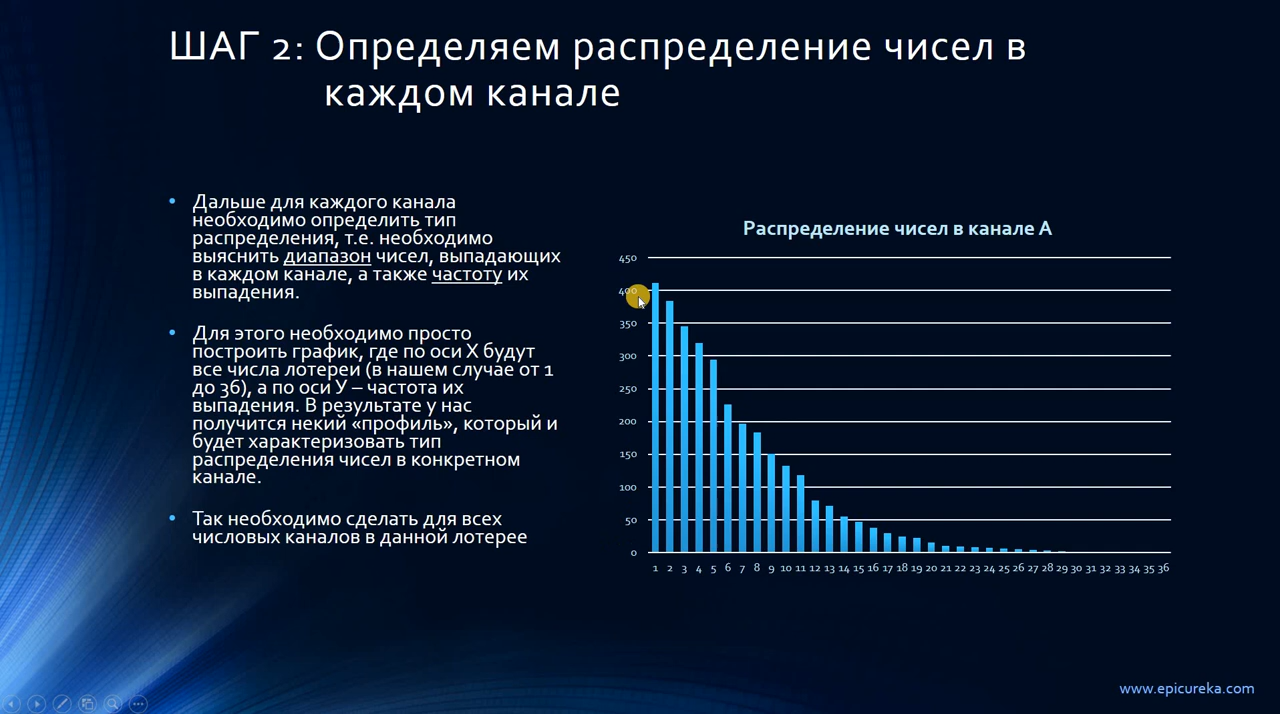 ШАГ 2: Определяем распределение чисел в
каждом канале
• Дальше для каждого канала
необходимо определить тип
распределения, т.е. необходимо
выяснить диапазон чисел, выпадающих
в каждом канале, а также частоту их
выпадения.
• Для этого необходимо просто
построить график, где по оси Х будут
все числа лотереи (в нашем случае от 1
до 36), а по оси У – частота их
выпадения. В результате у нас
получится некий «профиль», который и
будет характеризовать тип
распределения чисел в конкретном
канале.
• Так необходимо сделать для всех
числовых каналов в данной лотерее
Распределение чисел в канале А
450
400
350
300
250
200
150
100
50
0
1 2 3 4 5 6 7 8 9 10 11 12 13 14 15 16 17 18 19 20 21 22 23 24 25 26 27 28 29 30 31 32 33 34 35 36
www.epicureka.com